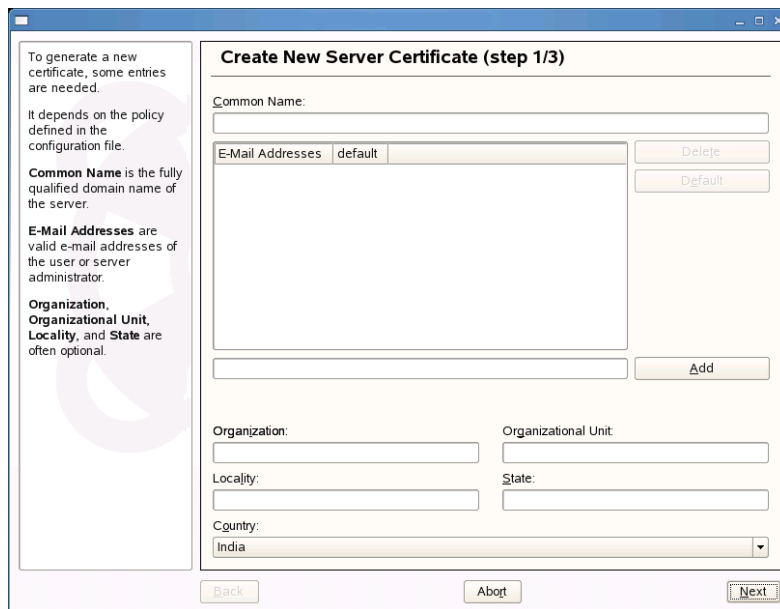 To generate a new
certificate, some entries
are needed.
It depends on the policy
defined in the
configuration file.
Common Name is the fully
qualified domain name of
the server.
E-Mail Addresses are
valid e-mail addresses of
the user or server
administrator.
Organization,
Organizational Unit,
Locality, and State are
often optional.
Create New Server Certificate (step 1/3)
Common Name:
E-Mail Addresses default
Delete
Default
Add
Organization:
Organizational Unit:
Locality:
State:
Country:
India
Back
Abort
Next